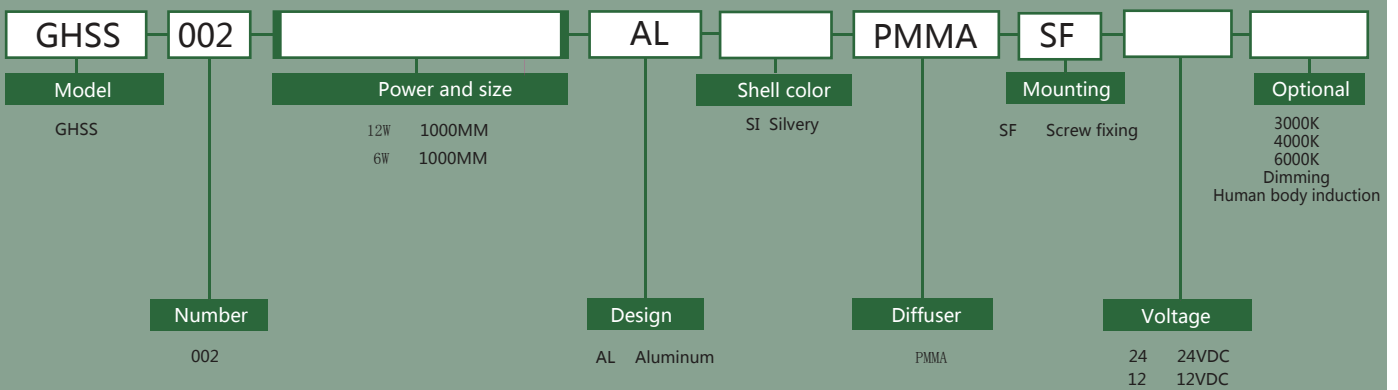 GHSS 002 AL PMMA SF
Model Power and size Shell color Mounting Optional
GHSS
12W 1000MM
6W 1000MM
SI Silvery
SF Screw fixing
3000K
4000K
6000K
Dimming
Human body induction
Number Design Diffuser Voltage
002
AL Aluminum
PMMA
24 24VDC
12 12VDC